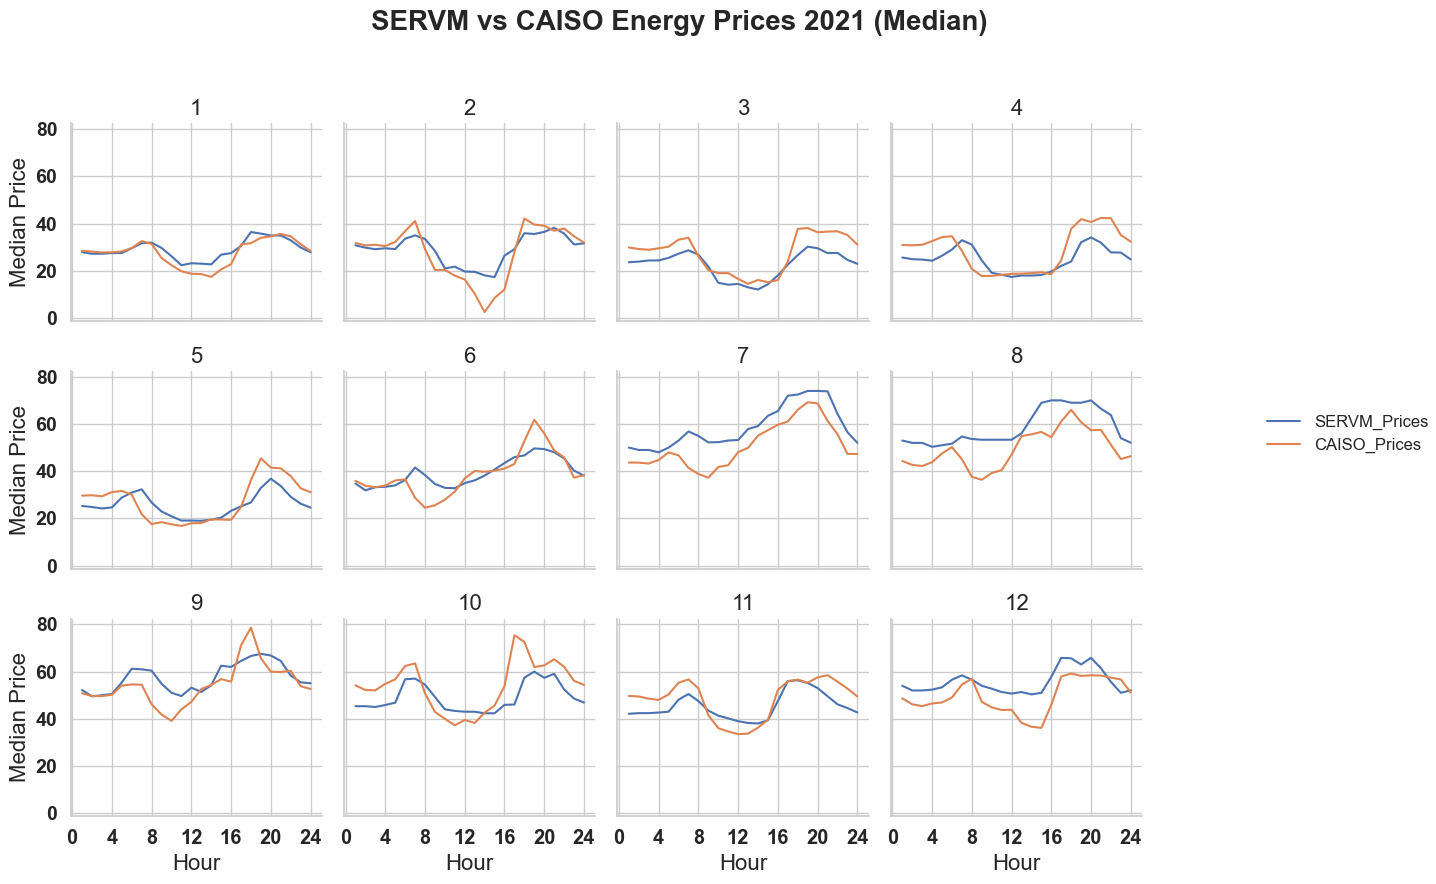 SERVM vs CAISO Energy Prices 2021 (Median)
1 2 3 4
80
60
40
20
0
Median Price
5 6 7 8
80
60
40
20
0
Median Price
SERVM_Prices
CAISO_Prices
9 10 11 12
80
60
40
20
0
Median Price
0 4 8 12 16 20 24 0 4 8 12 16 20 24 0 4 8 12 16 20 24 0 4 8 12 16 20 24
Hour Hour Hour Hour